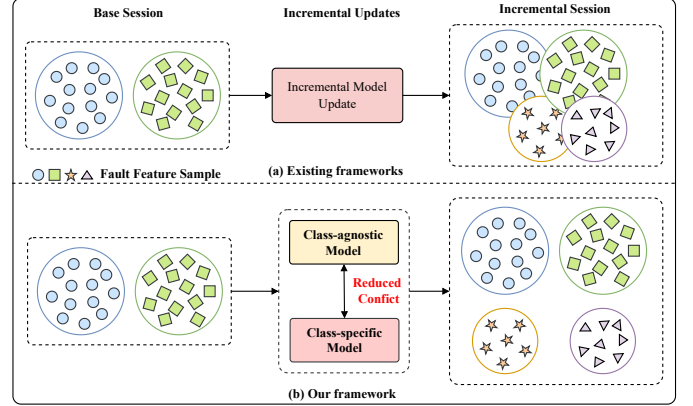 Base Session
Incremental Updates
Incremental Session
Incremental Model
Update
Fault Feature Sample
(a) Existing frameworks
Class-agnostic
Model
Reduced
Confict
Class-specific
Model
(b) Our framework